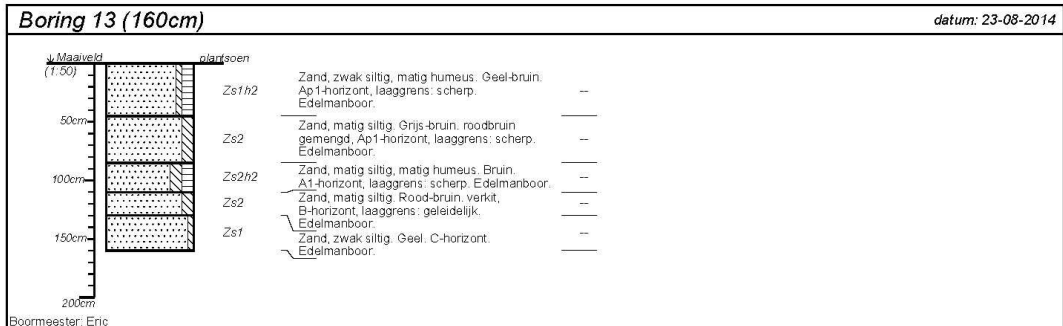 Boring 13 (160cm)
datum: 23-08-2014
Maaiveld
plantsoen
(1:50)
Zs1h2
Zand, zwak siltig, matig humeus. Geel-bruin.
Ap1-horizont, laaggrens: scherp.
Edelmanboor.
--
50cm
Zs2
Zand, matig siltig. Grijs-bruin. roodbruin
gemengd, Ap1-horizont, laaggrens: scherp.
Edelmanboor.
--
100cm
Zs2h2
Zand, matig siltig, matig humeus. Bruin.
A1-horizont, laaggrens: scherp. Edelmanboor.
--
Zs2
Zand, matig siltig. Rood-bruin. verkit,
B-horizont, laaggrens: geleidelijk.
Edelmanboor.
--
150cm
Zs1
Zand, zwak siltig. Geel. C-horizont.
Edelmanboor.
--
200cm
Boormeester: Eric